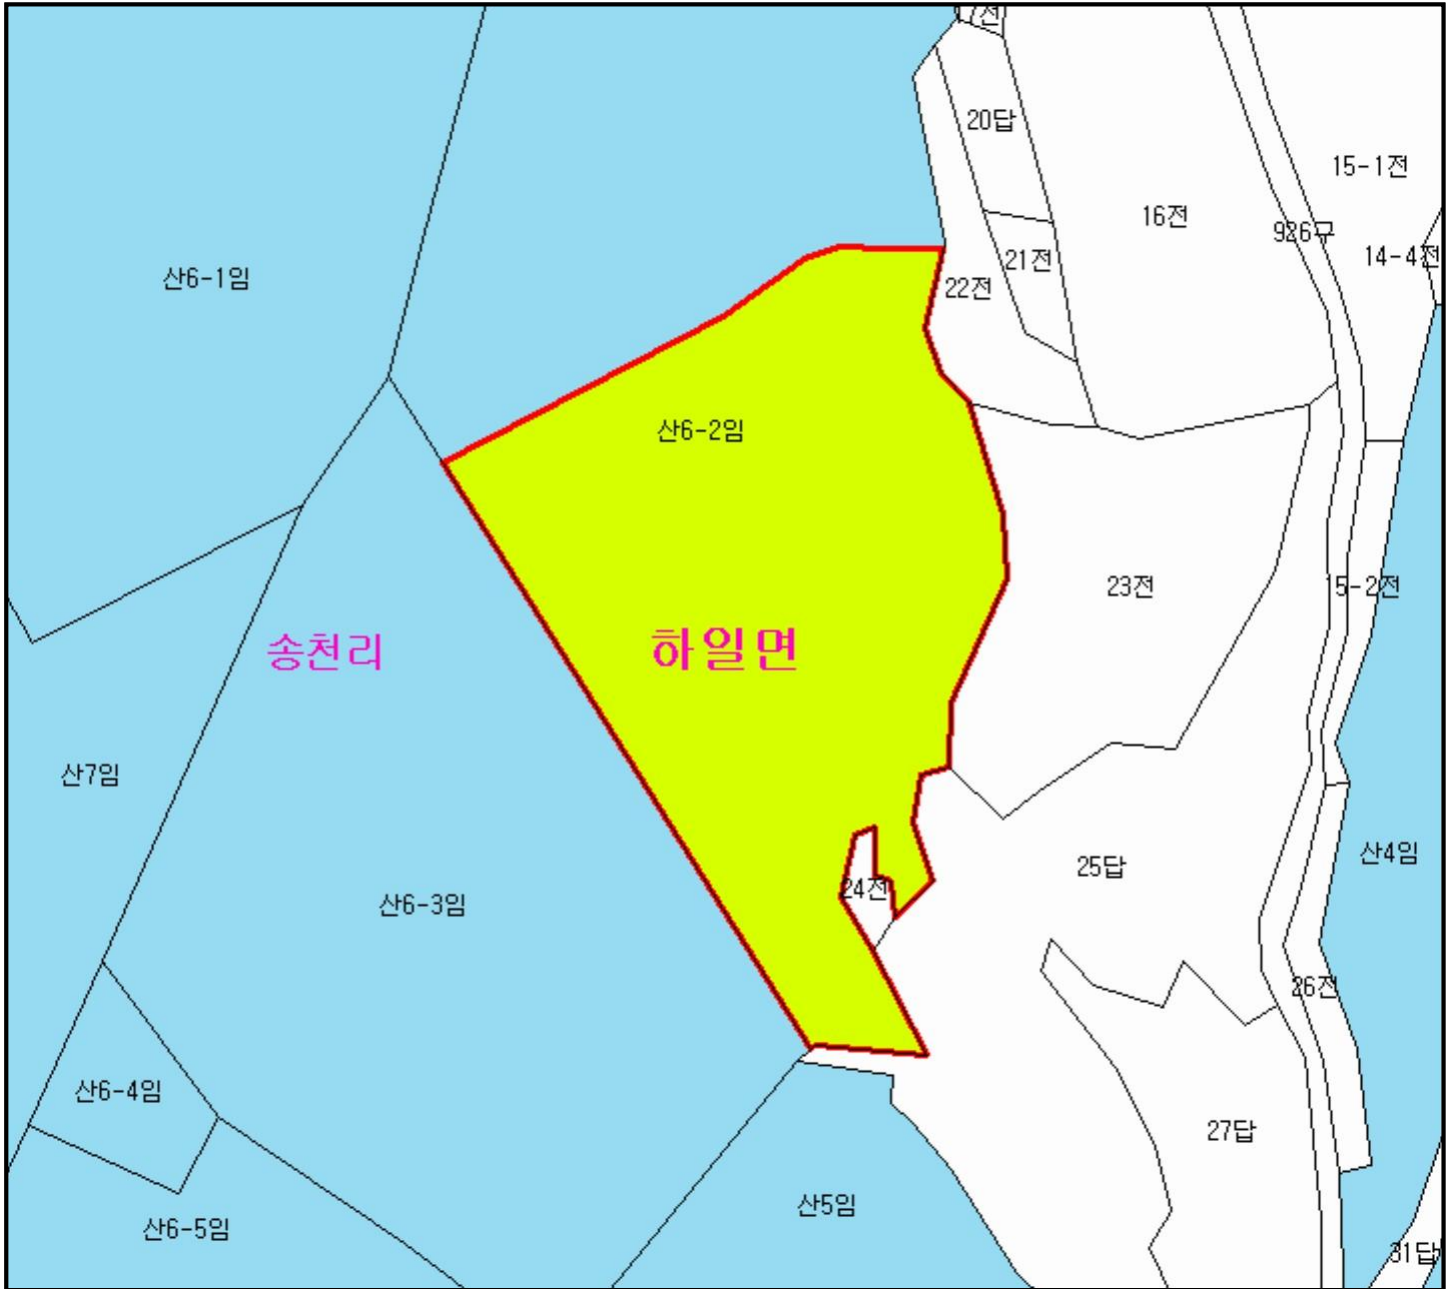 17전
20답
15-1전
16전
926구
14-4전
21전
22전
산6-1임
산6-2임
23전
15-2전
송천리
하일면
산7임
산4임
25답
24전
산6-3임
26전
산6-4임
27답
산5임
산6-5임
31답